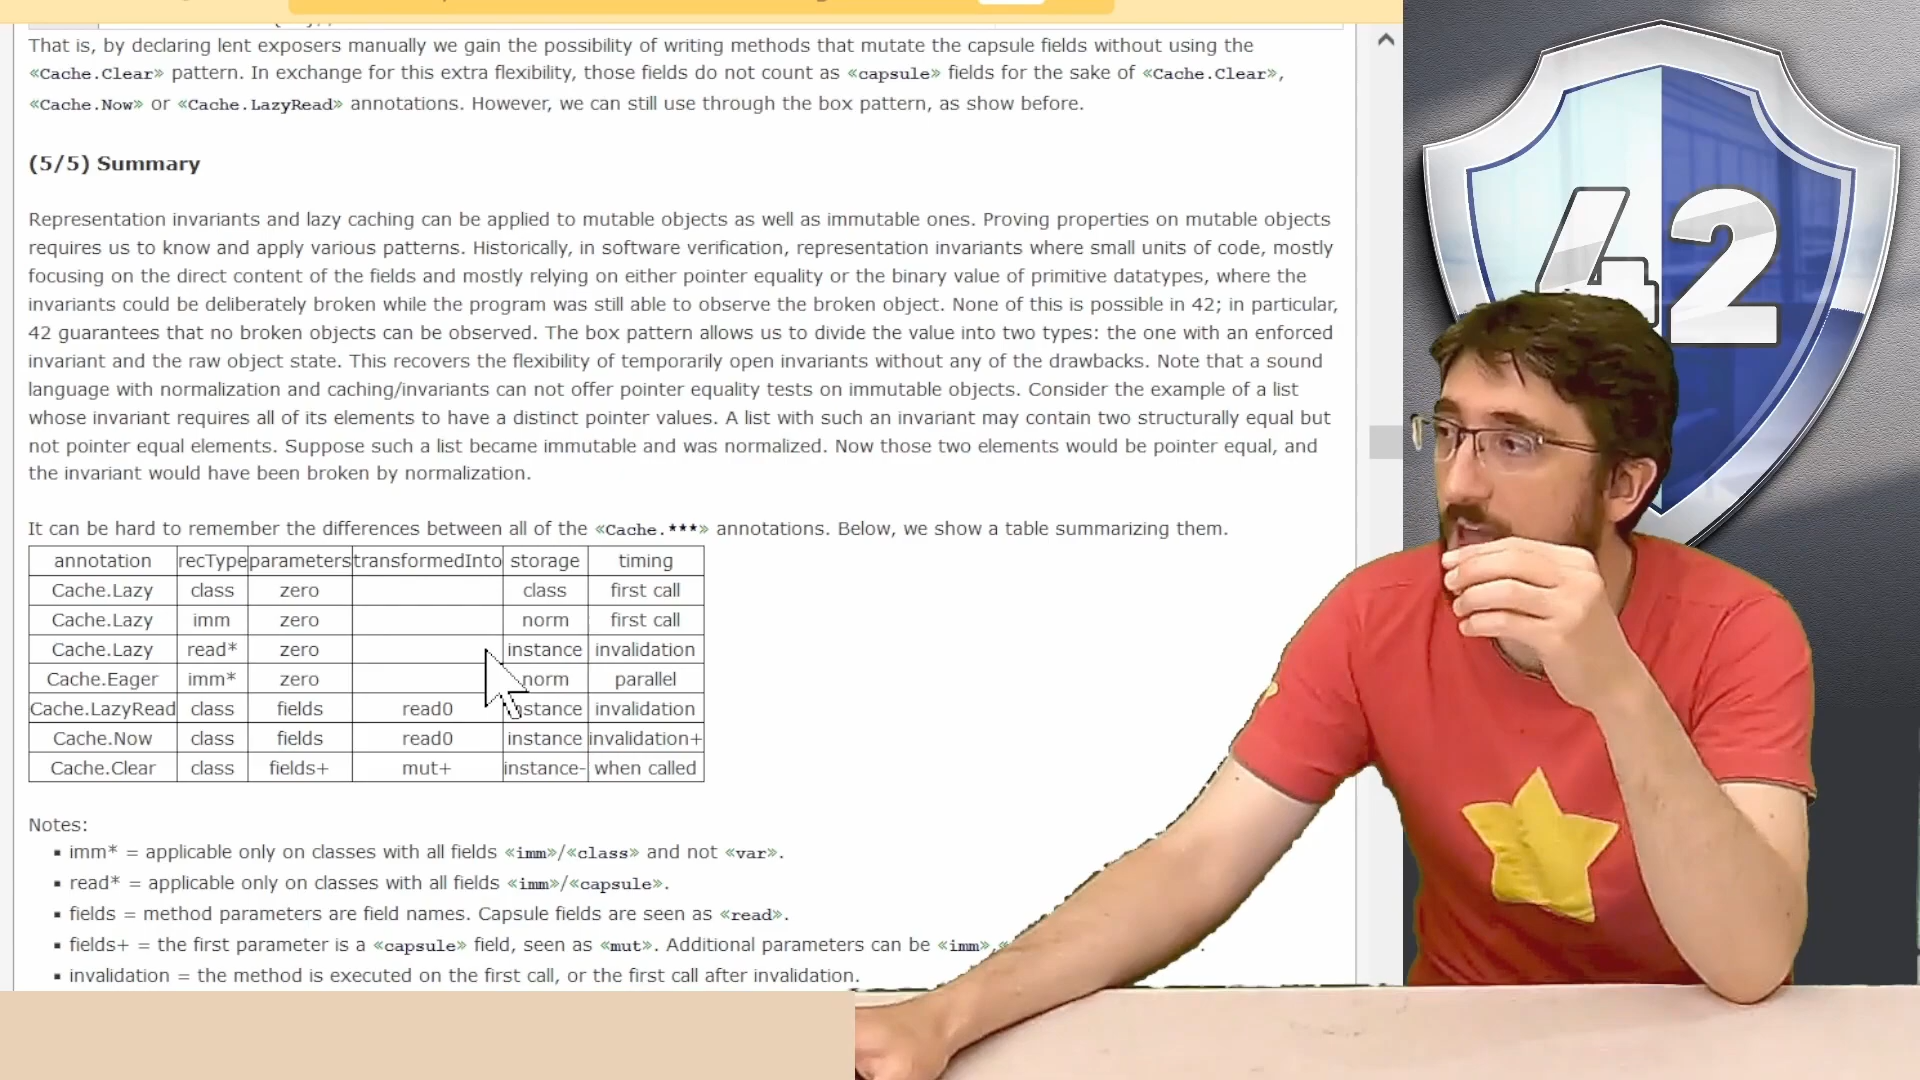 That is, by declaring lent exposers manually we gain the possibility of writing methods that mutate the capsule fields without using the
«Cache.Clear» pattern. In exchange for this extra flexibility, those fields do not count as «capsule» fields for the sake of «Cache.Clear»,
«Cache.Now» or «Cache.LazyRead» annotations. However, we can still use through the box pattern, as show before.
(5/5) Summary
Representation invariants and lazy caching can be applied to mutable objects as well as immutable ones. Proving properties on mutable objects
requires us to know and apply various patterns. Historically, in software verification, representation invariants where small units of code, mostly
focusing on the direct content of the fields and mostly relying on either pointer equality or the binary value of primitive datatypes, where the
invariants could be deliberately broken while the program was still able to observe the broken object. None of this is possible in 42; in particular,
42 guarantees that no broken objects can be observed. The box pattern allows us to divide the value into two types: the one with an enforced
invariant and the raw object state. This recovers the flexibility of temporarily open invariants without any of the drawbacks. Note that a sound
language with normalization and caching/invariants can not offer pointer equality tests on immutable objects. Consider the example of a list
whose invariant requires all of its elements to have a distinct pointer values. A list with such an invariant may contain two structurally equal but
not pointer equal elements. Suppose such a list became immutable and was normalized. Now those two elements would be pointer equal, and
the invariant would have been broken by normalization.
It can be hard to remember the differences between all of the «Cache.***» annotations. Below, we show a table summarizing them.
annotation recType parameters transformedInto storage timing
Cache.Lazy class zero class first call
Cache.Lazy imm zero norm first call
Cache.Lazy read* zero instance invalidation
Cache.Eager imm* zero norm parallel
Cache.LazyRead class fields read0 instance invalidation
Cache.Now class fields read0 instance invalidation+
Cache.Clear class fields+ mut+ instance- when called
Notes:
▪ imm* = applicable only on classes with all fields «imm»/«class» and not «var».
▪ read* = applicable only on classes with all fields «imm»/«capsule».
▪ fields = method parameters are field names. Capsule fields are seen as «read».
▪ fields+ = the first parameter is a «capsule» field, seen as «mut». Additional parameters can be «imm»,«
▪ invalidation = the method is executed on the first call, or the first call after invalidation.
42